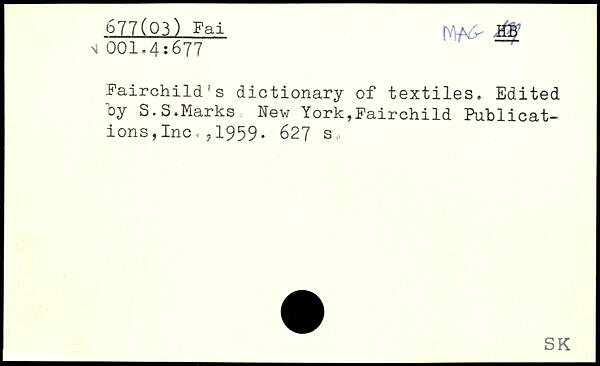 677(03) Fai
MAG HB
001.4:677
Fairchild's dictionary of textiles. Edited
by S.S.Marks. New York,Fairchild Publicat-
ions,Inc.,1959. 627 s.
SK